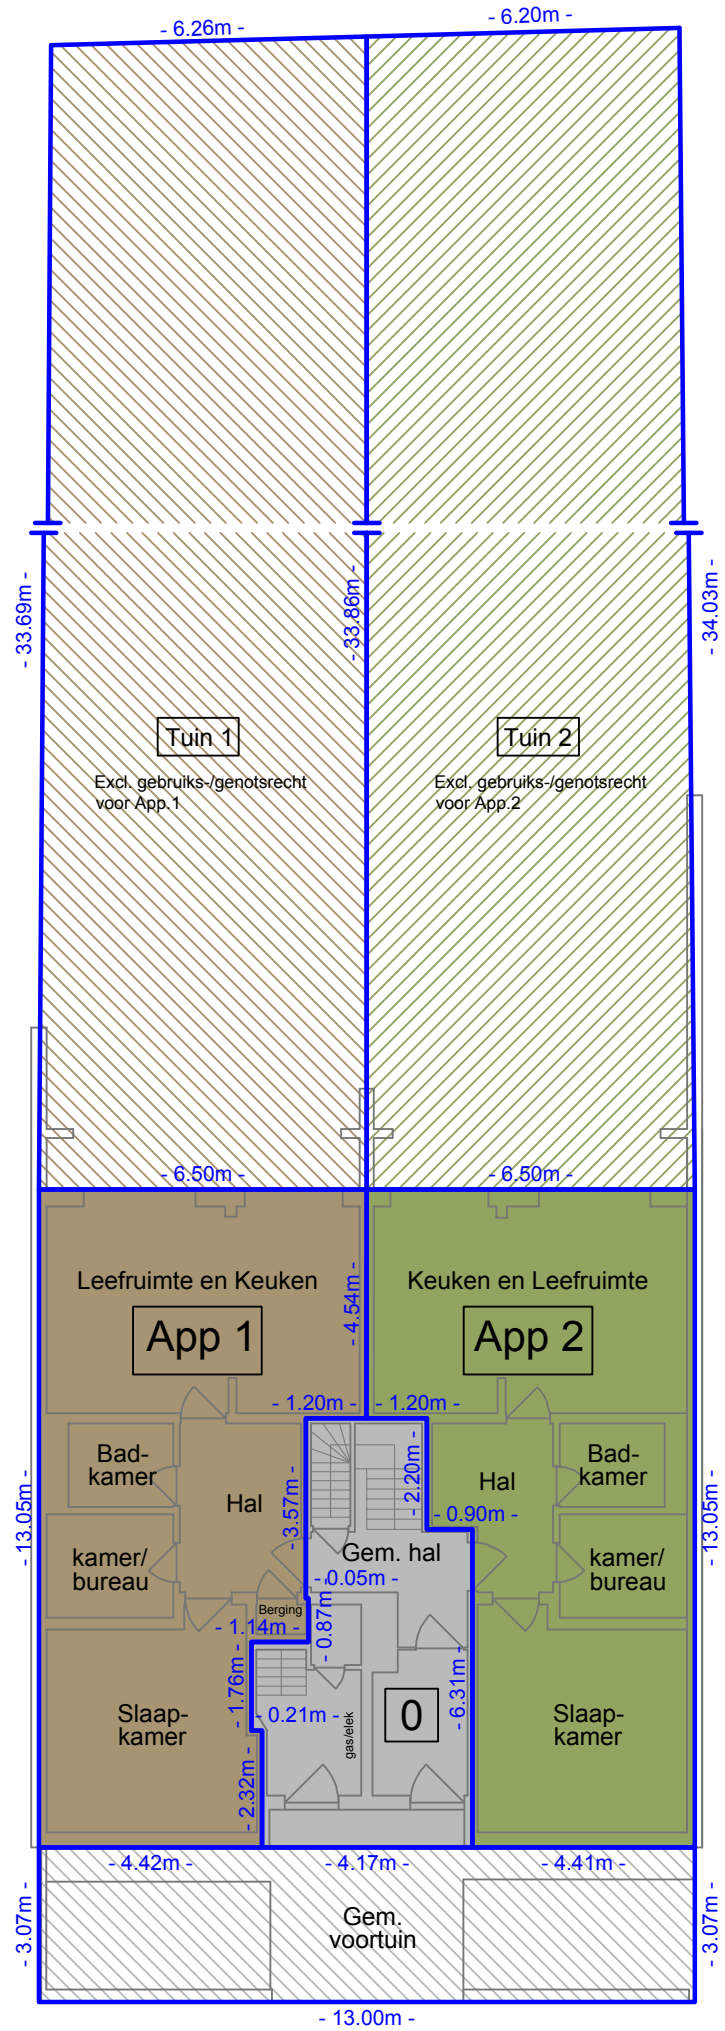 - 6.26m -
- 6.20m -
- 33.69m -
- 33.86m -
- 34.03m -
Tuin 1
Excl. gebruiks-/genotsrecht
voor App.1
Tuin 2
Excl. gebruiks-/genotsrecht
voor App.2
- 6.50m -
- 6.50m -
Leefruimte en Keuken
App 1
- 4.54m -
Keuken en Leefruimte
App 2
- 1.20m -
- 1.20m -
Bad-
kamer
Hal
- 3.57m -
- 2.20m -
- 0.90m -
Hal
Bad-
kamer
- 13.05m -
- 13.05m -
kamer/
bureau
Gem. hal
- 0.05m -
kamer/
bureau
Berging
- 1.14m -
- 0.87m -
- 1.76m -
- 0.21m -
gas/elek
0
- 6.31m -
Slaap-
kamer
Slaap-
kamer
- 2.32m -
- 4.42m -
- 4.17m -
- 4.41m -
- 3.07m -
Gem.
voortuin
- 3.07m -
- 13.00m -